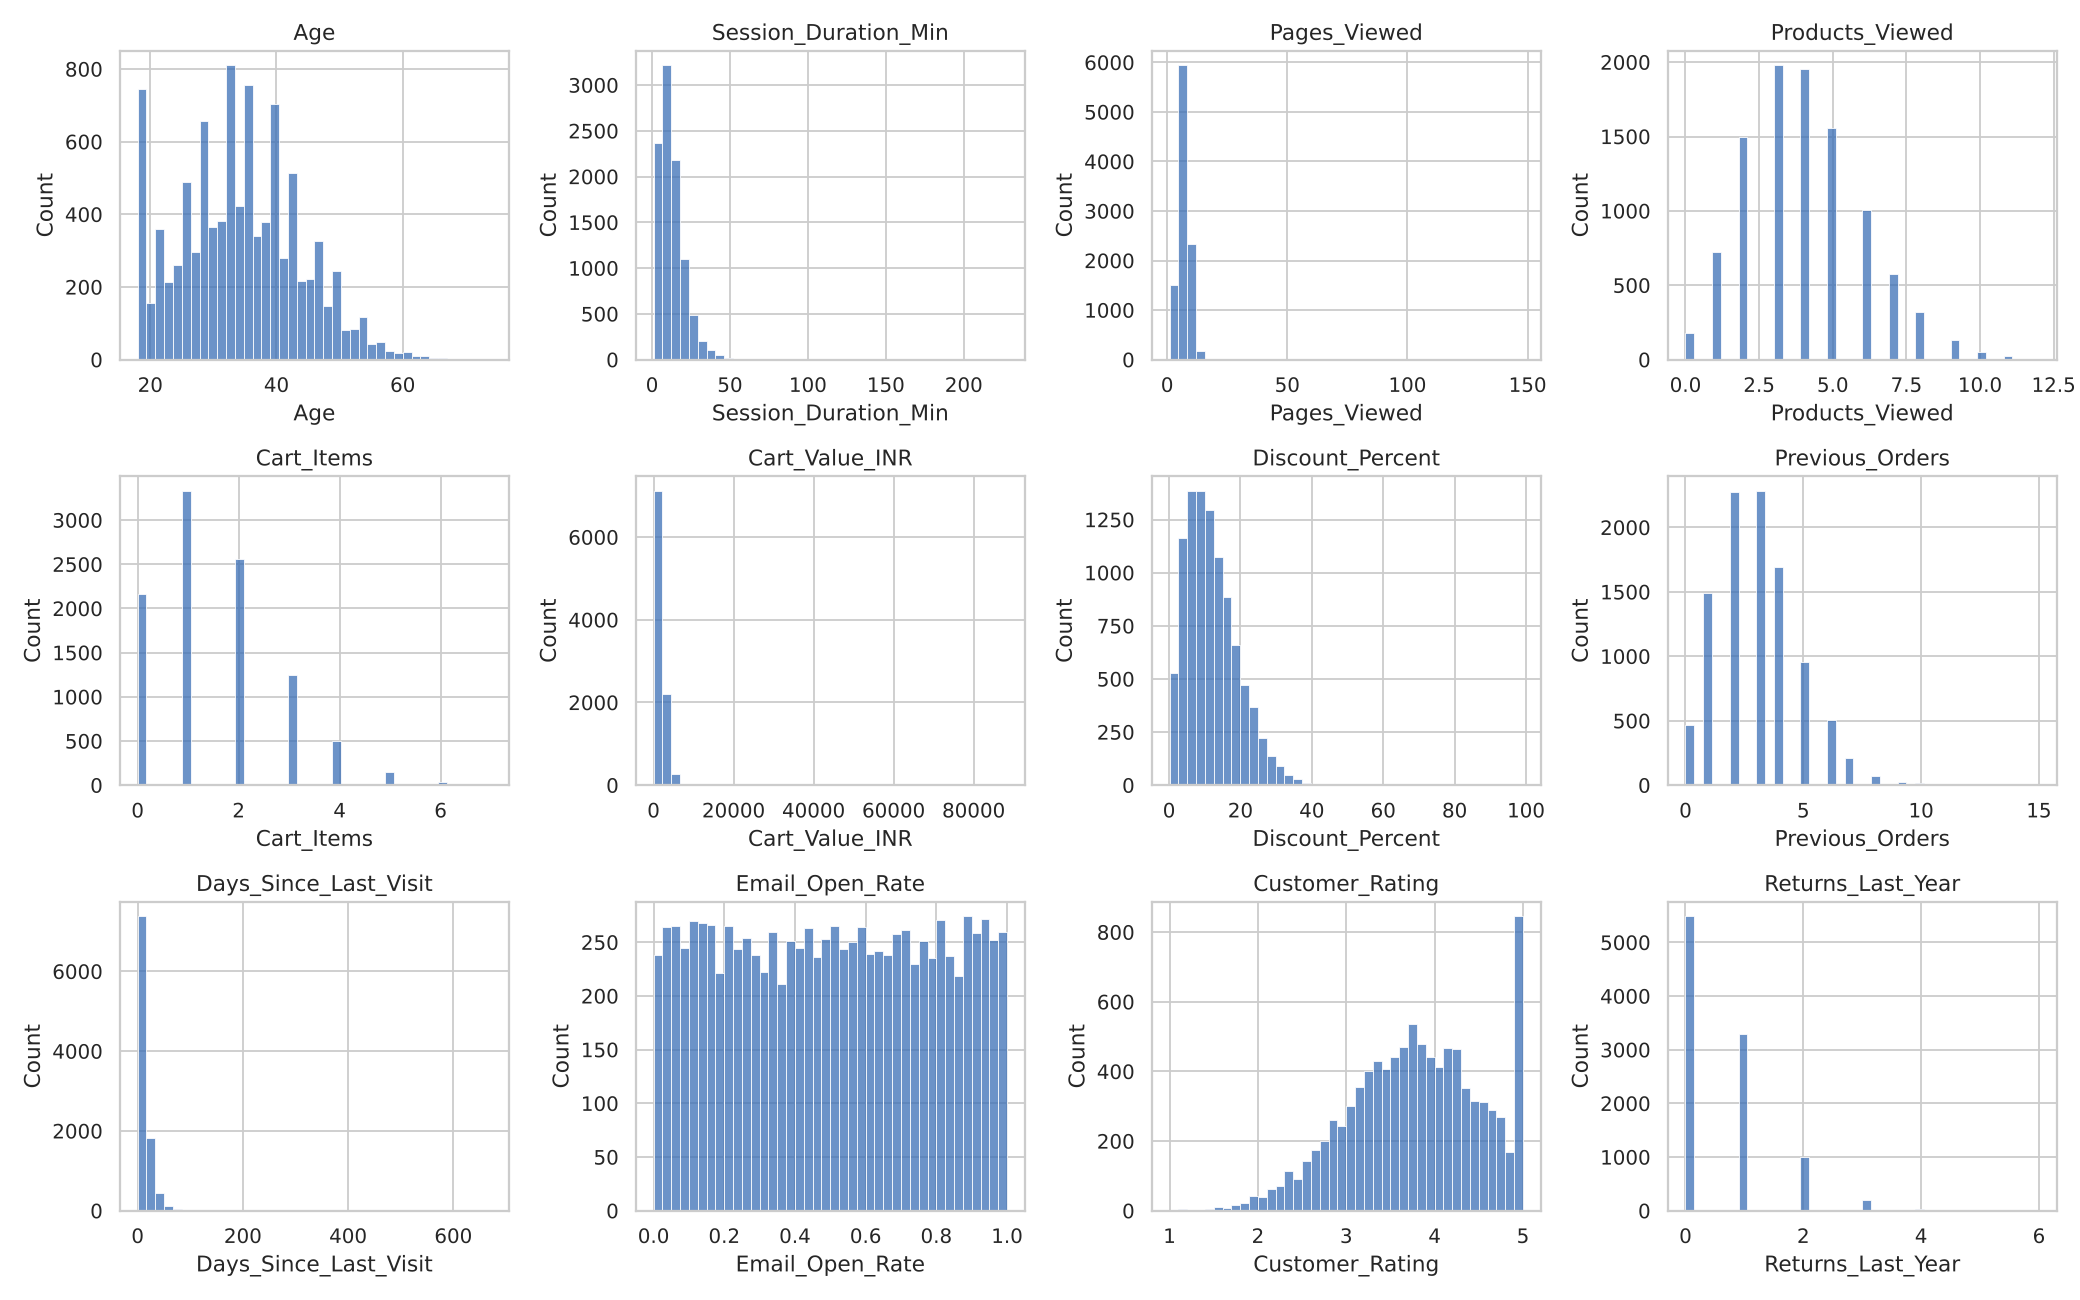 Age
Session_Duration_Min
Pages_Viewed
Products_Viewed
Count
800
600
400
200
0
20 40 60
Age
Count
3000
2500
2000
1500
1000
500
0
0 50 100 150 200
Session_Duration_Min
Count
6000
5000
4000
3000
2000
1000
0
0 50 100 150
Pages_Viewed
Count
2000
1500
1000
500
0
0.0 2.5 5.0 7.5 10.0 12.5
Products_Viewed
Cart_Items
Cart_Value_INR
Discount_Percent
Previous_Orders
Count
3000
2500
2000
1500
1000
500
0
0 2 4 6
Cart_Items
Count
6000
4000
2000
0
0 20000 40000 60000 80000
Cart_Value_INR
Count
1250
1000
750
500
250
0
0 20 40 60 80 100
Discount_Percent
Count
2000
1500
1000
500
0
0 5 10 15
Previous_Orders
Days_Since_Last_Visit
Email_Open_Rate
Customer_Rating
Returns_Last_Year
Count
6000
4000
2000
0
0 200 400 600
Days_Since_Last_Visit
Count
250
200
150
100
50
0
0.0 0.2 0.4 0.6 0.8 1.0
Email_Open_Rate
Count
800
600
400
200
0
1 2 3 4 5
Customer_Rating
Count
5000
4000
3000
2000
1000
0
0 2 4 6
Returns_Last_Year